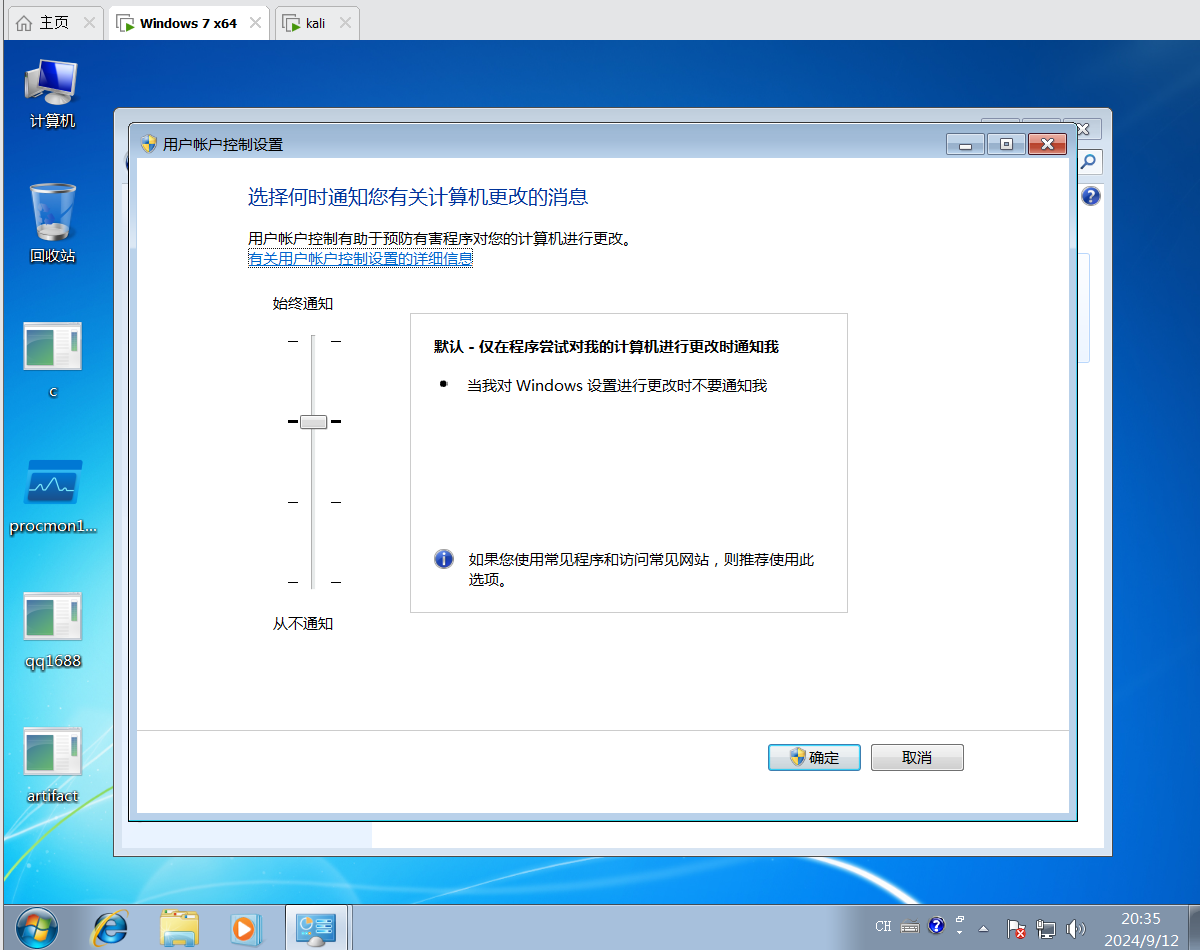 主页
Windows 7 x64
kali
计算机
回收站
c
procmon1...
qq1688
artifact
用户帐户控制设置
选择何时通知您有关计算机更改的消息
用户帐户控制有助于预防有害程序对您的计算机进行更改。
有关用户帐户控制设置的详细信息
始终通知
默认 - 仅在程序尝试对我的计算机进行更改时通知我
当我对 Windows 设置进行更改时不要通知我
如果您使用常见程序和访问常见网站，则推荐使用此
选项。
从不通知
确定
取消
CH
20:35
2024/9/12